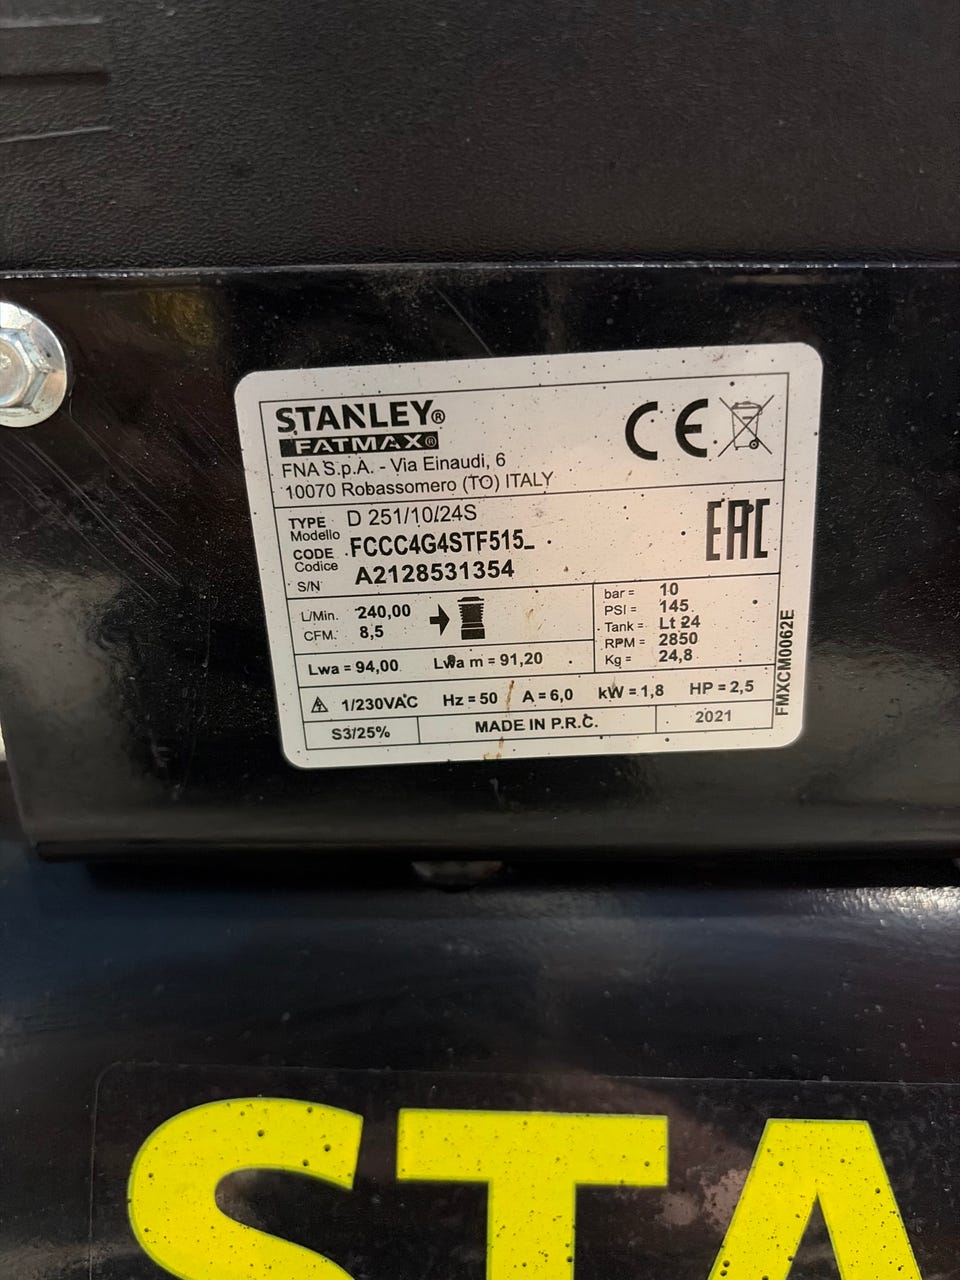 STANLEY®
FATMAX®
FNA S.p.A. - Via Einaudi, 6
10070 Robassomero (TO) ITALY
CE
TYPE D 251/10/24S
Modello
CODE FCCC4G4STF515_
Codice
S/N A2128531354
EAC
L/Min. 240,00
CFM. 8,5
bar = 10
PSI = 145
Tank = Lt 24
RPM = 2850
Kg = 24,8
Lwa = 94,00 Lwa m = 91,20
1/230VAC Hz = 50 A = 6,0 kW = 1,8 HP = 2,5
S3/25% MADE IN P.R.C. 2021
FMXCM0062E
STA